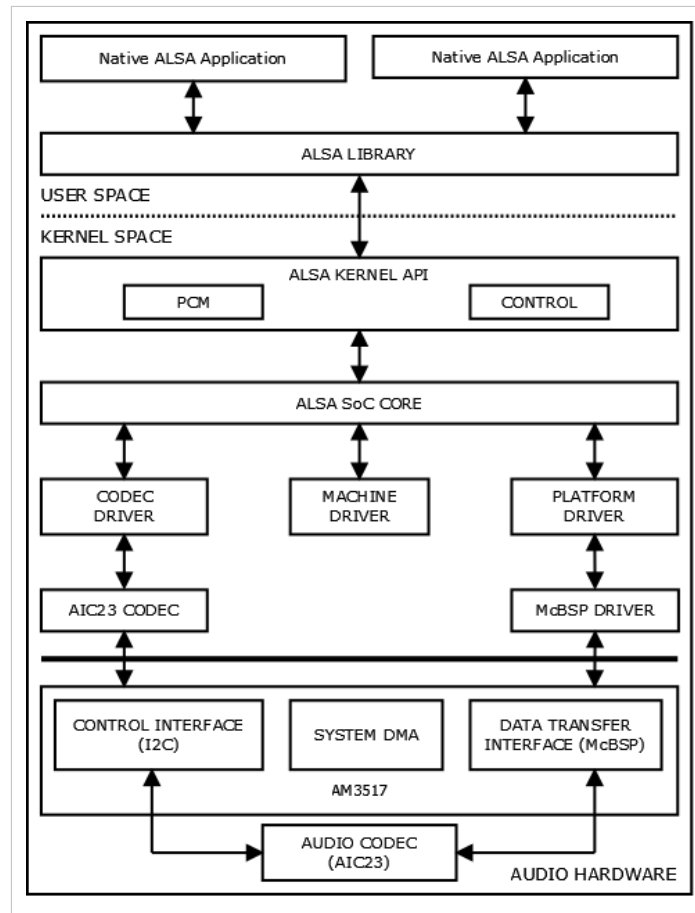 Native ALSA Application
Native ALSA Application
ALSA LIBRARY
USER SPACE
KERNEL SPACE
ALSA KERNEL API
PCM
CONTROL
ALSA SoC CORE
CODEC
DRIVER
MACHINE
DRIVER
PLATFORM
DRIVER
AIC23 CODEC
McBSP DRIVER
CONTROL INTERFACE
(I2C)
SYSTEM DMA
DATA TRANSFER
INTERFACE (McBSP)
AM3517
AUDIO CODEC
(AIC23)
AUDIO HARDWARE